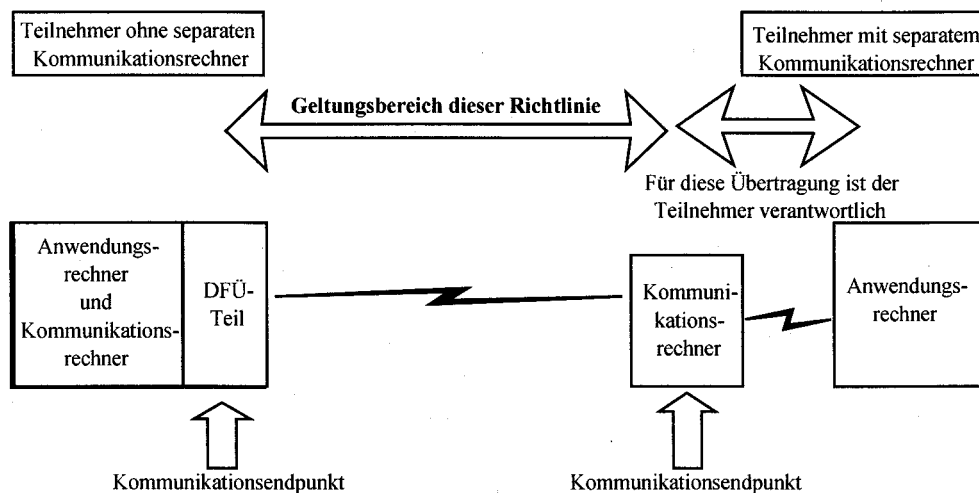 Teilnehmer ohne separaten
Kommunikationsrechner
Teilnehmer mit separatem
Kommunikationsrechner
Geltungsbereich dieser Richtlinie
Für diese Übertragung ist der
Teilnehmer verantwortlich
Anwendungs-
rechner
und
Kommunikations-
rechner
DFÜ-
Teil
Kommuni-
kations-
rechner
Anwendungs-
rechner
Kommunikationsendpunkt
Kommunikationsendpunkt